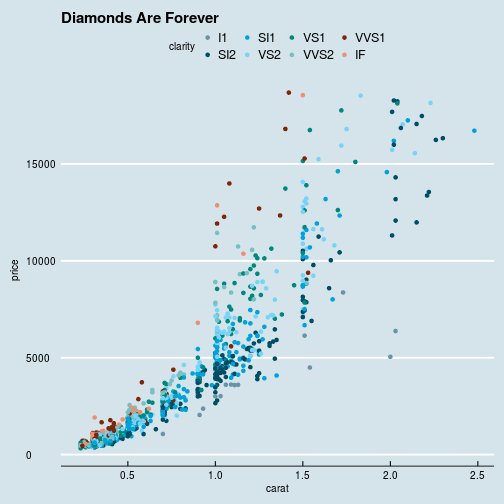 Diamonds Are Forever
clarity
I1 SI1 VS1 VVS1
SI2 VS2 VVS2 IF
15000
10000
5000
0
price
0.5 1.0 1.5 2.0 2.5
carat